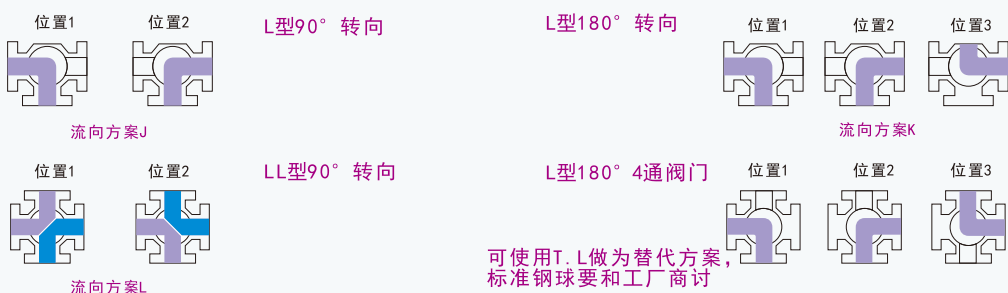 位置1 位置2
L型90° 转向
流向方案J
L型180° 转向
位置1 位置2 位置3
流向方案K
位置1 位置2
LL型90° 转向
流向方案L
L型180° 4通阀门
位置1 位置2 位置3
可使用T.L做为替代方案,
标准钢球要和工厂商讨